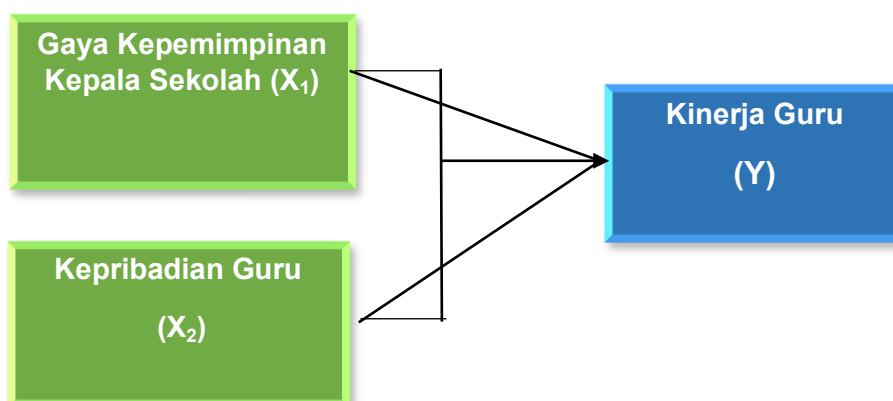 Gaya Kepemimpinan
Kepala Sekolah (X₁)
Kinerja Guru
(Y)
Kepribadian Guru
(X₂)